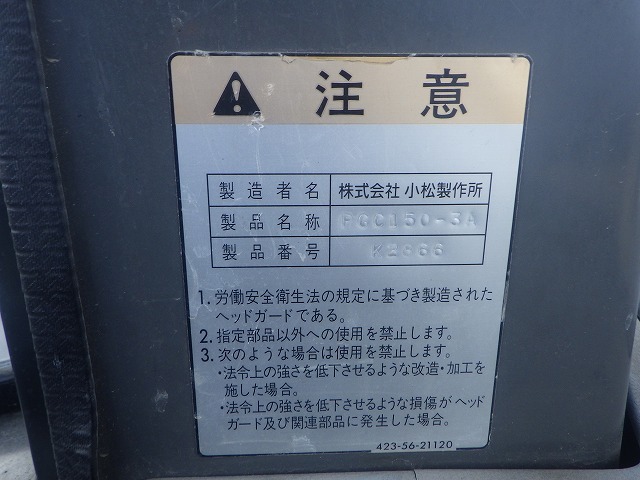 注意
製造者名 株式会社 小松製作所
製品名称
製品番号
1. 労働安全衛生法の規定に基づき製造された
ヘッドガードである。
2. 指定部品以外への使用を禁止します。
3. 次のような場合は使用を禁止します。
・法令上の強さを低下させるような改造・加工を
施した場合。
・法令上の強さを低下させるような損傷が ヘッド
ガード及び関連部品に発生した場合。
423-56-21120